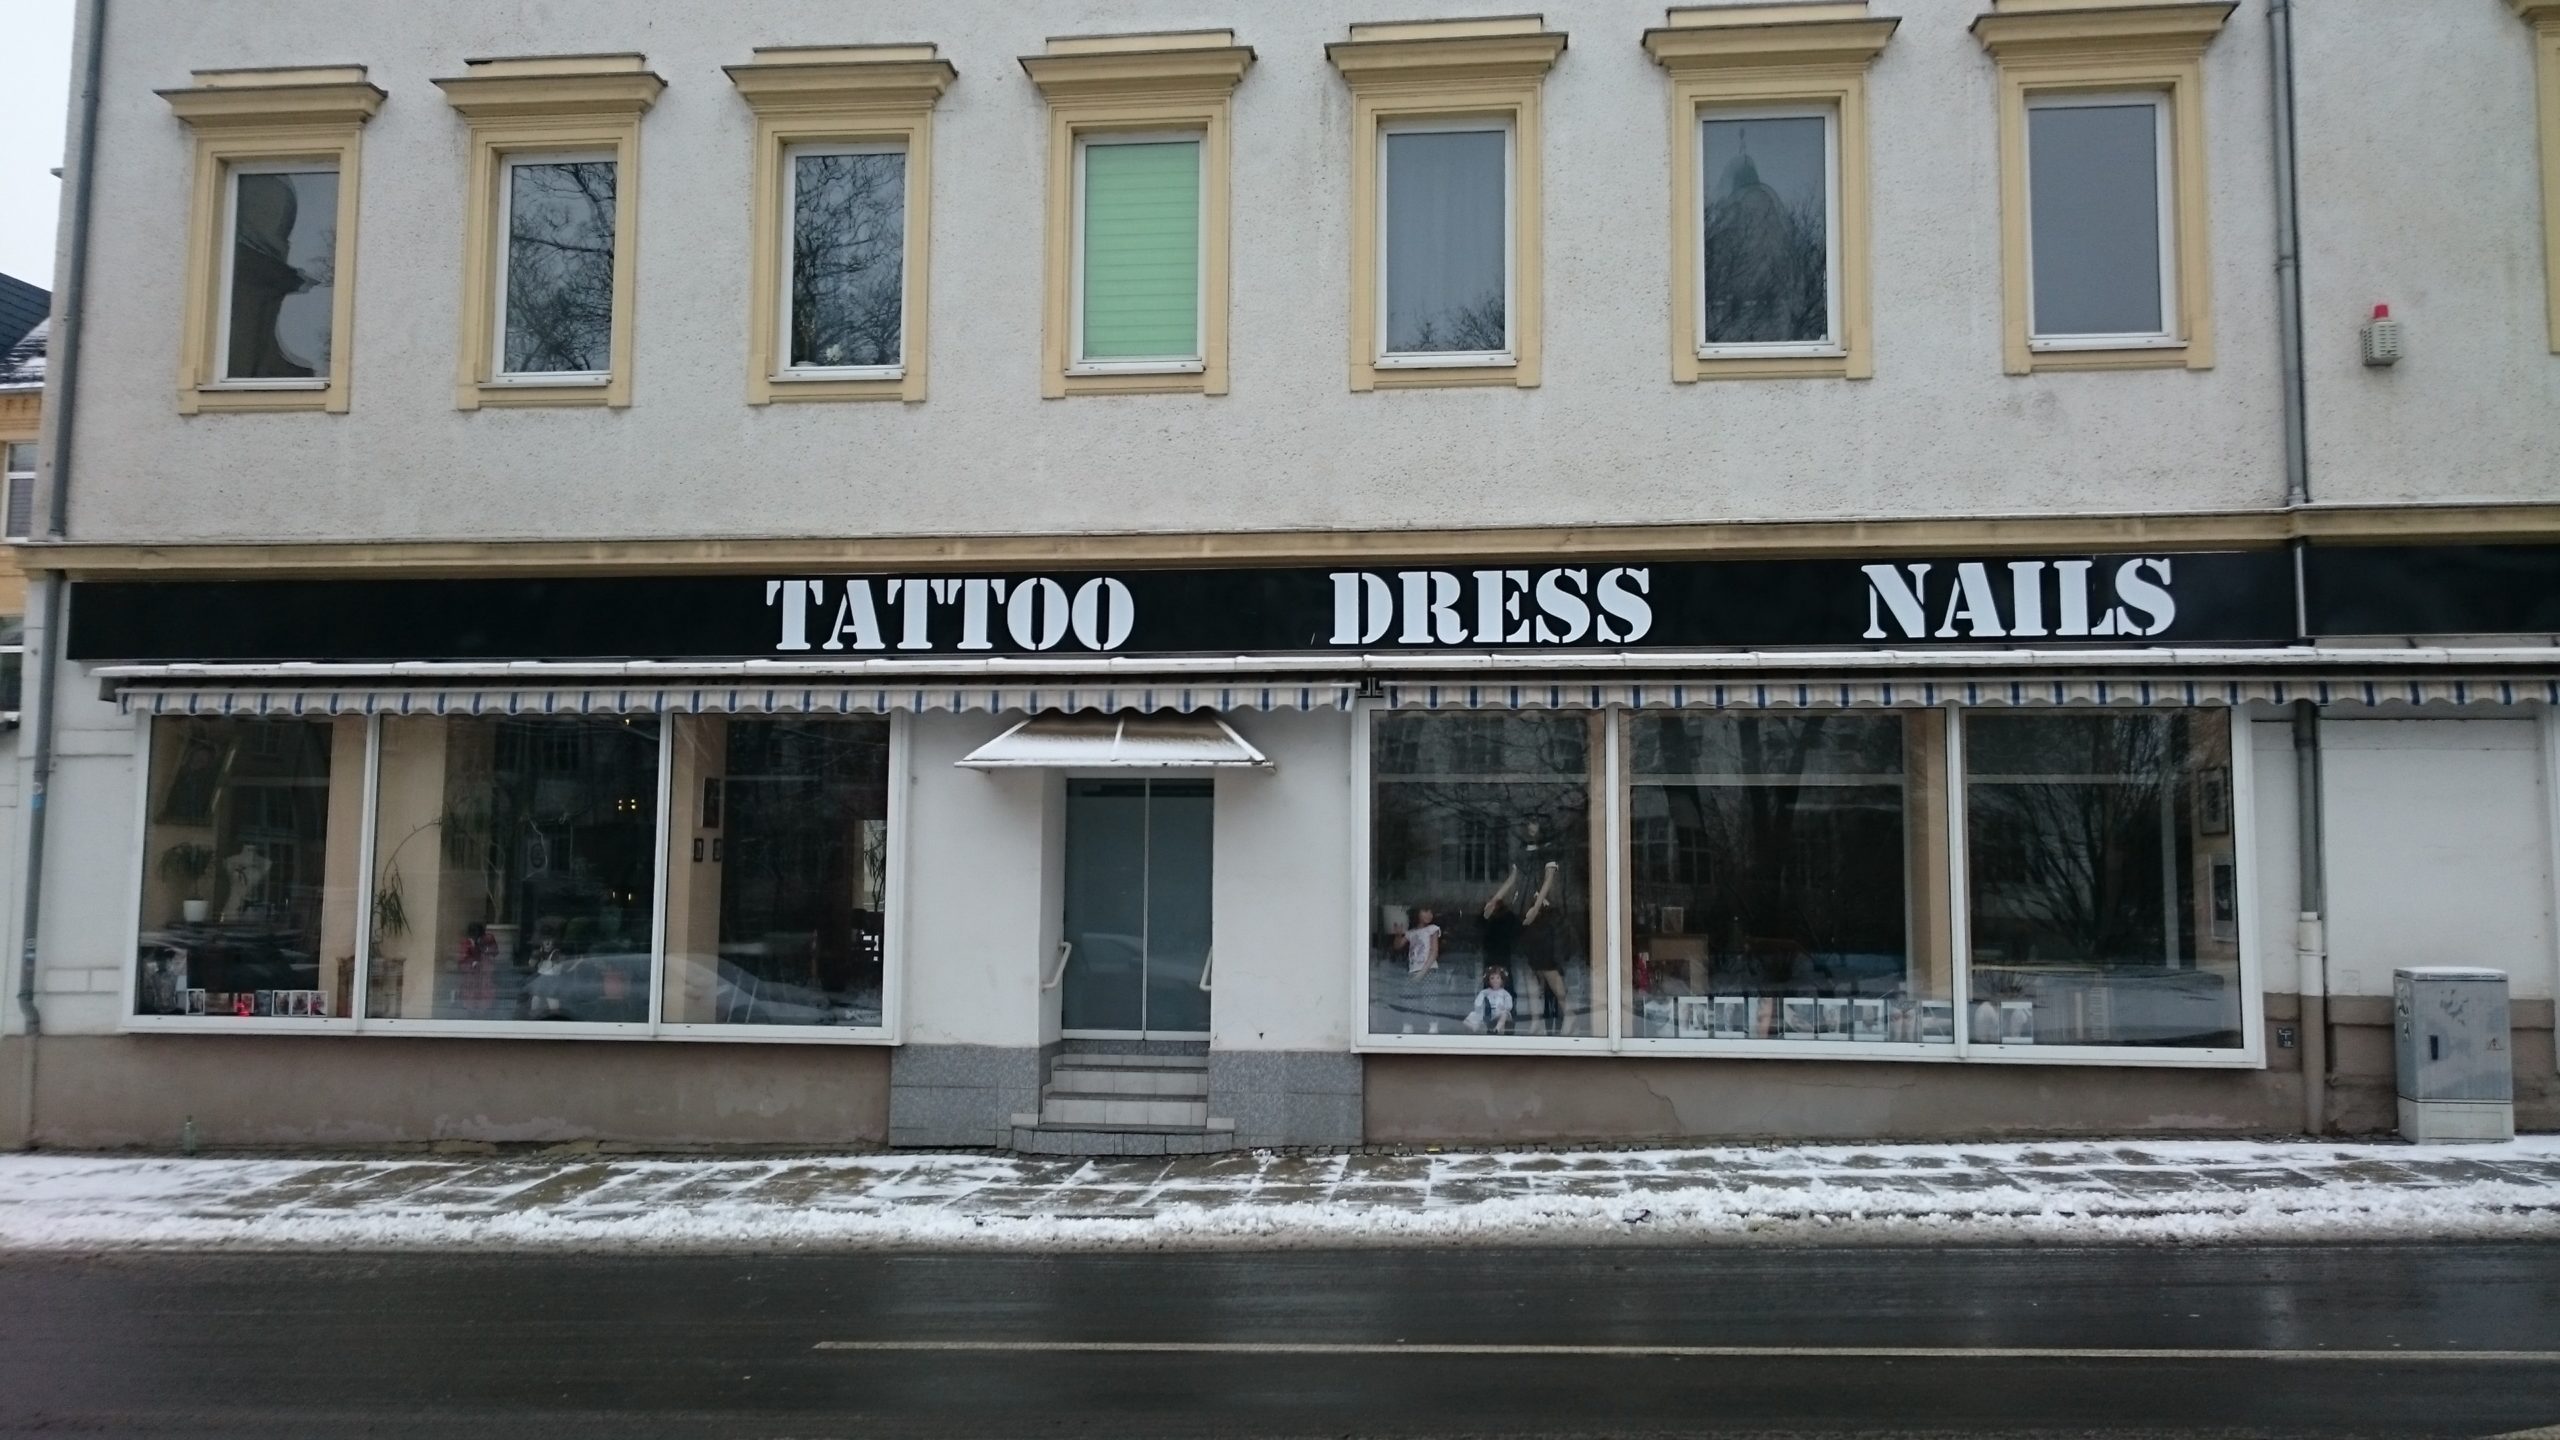 TATTOO DRESS NAILS